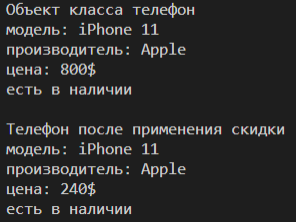 Объект класса телефон
модель: iPhone 11
производитель: Apple
цена: 800$
есть в наличии
Телефон после применения скидки
модель: iPhone 11
производитель: Apple
цена: 240$
есть в наличии